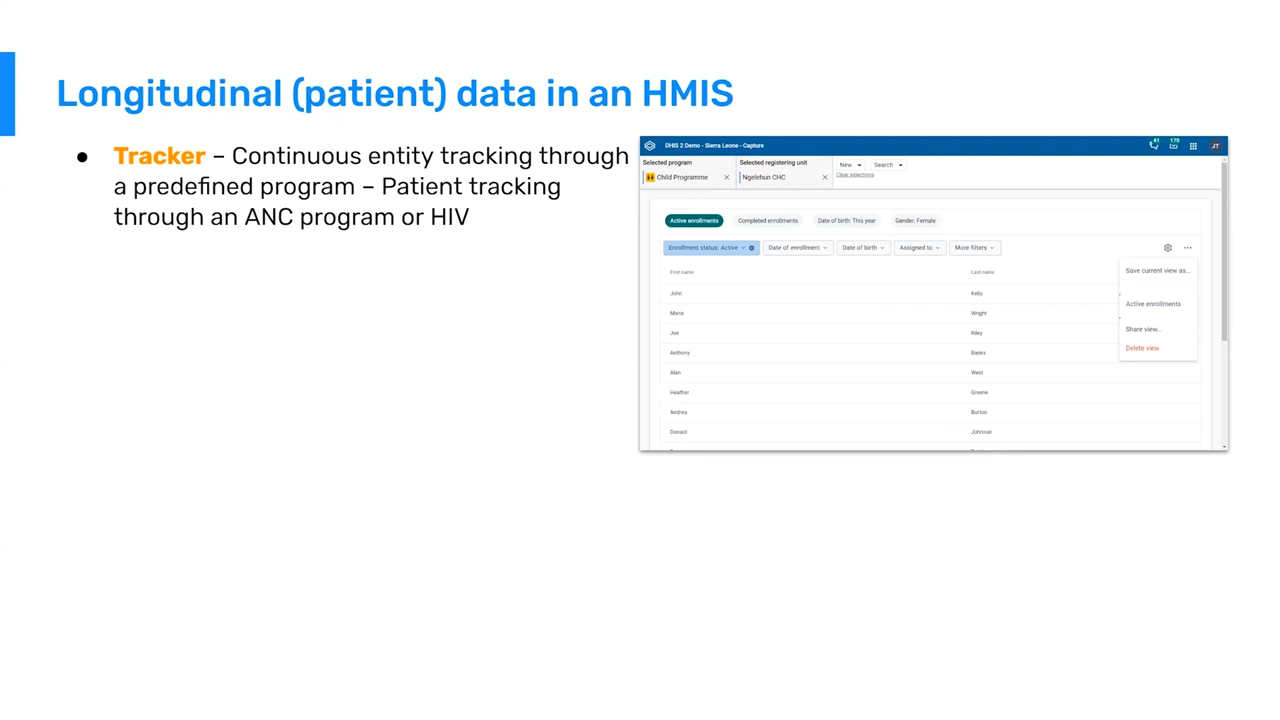 Longitudinal (patient) data in an HMIS
● Tracker – Continuous entity tracking through
a predefined program – Patient tracking
through an ANC program or HIV
DHIS 2 Demo - Sierra Leone - Capture
41
170
JT
Selected program
Selected registering unit
New
Search
Child Programme
Ngelehun CHC
Clear selections
Active enrollments
Completed enrollments
Date of birth: This year
Gender: Female
Enrollment status: Active
Date of enrollment
Date of birth
Assigned to
More filters
First name
Last name
Save current view as...
John
Kelly
Active enrollments
Maria
Wright
Share view...
Joe
Riley
Delete view
Anthony
Banks
Alan
West
Heather
Greene
Andrea
Burton
Donald
Johnson